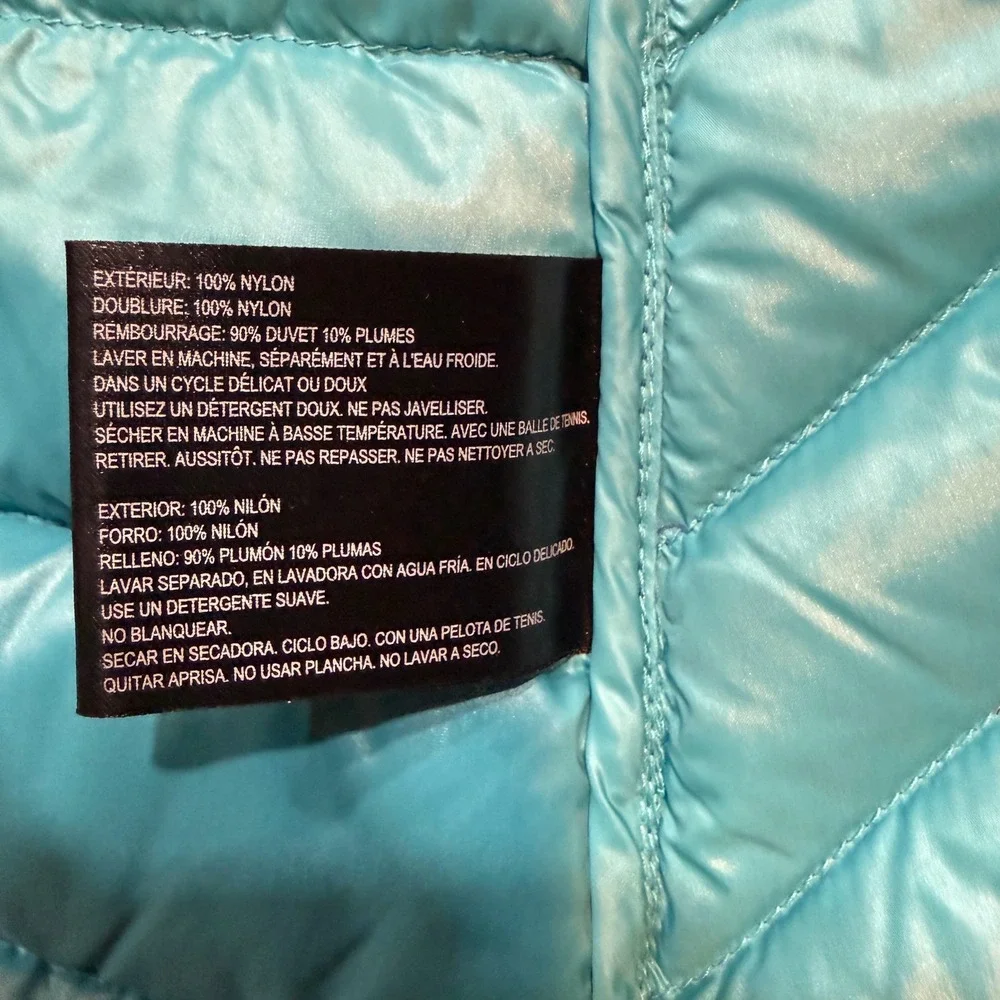 EXTÉRIEUR: 100% NYLON
DOUBLURE: 100% NYLON
REMBOURRAGE: 90% DUVET 10% PLUMES
LAVER EN MACHINE, SÉPARÉMENT ET À L'EAU FROIDE.
DANS UN CYCLE DÉLICAT OU DOUX
UTILISEZ UN DÉTERGENT DOUX. NE PAS JAVELLISER.
SÉCHER EN MACHINE À BASSE TEMPÉRATURE. AVEC UNE BALLE DE TENNIS.
RETIRER. AUSSITÔT. NE PAS REPASSER. NE PAS NETTOYER A SEC.
EXTERIOR: 100% NILÓN
FORRO: 100% NILÓN
RELLENO: 90% PLUMÓN 10% PLUMAS
LAVAR SEPARADO, EN LAVADORA CON AGUA FRÍA. EN CICLO DELICADO.
USE UN DETERGENTE SUAVE.
NO BLANQUEAR.
SECAR EN SECADORA. CICLO BAJO. CON UNA PELOTA DE TENIS.
QUITAR APRISA. NO USAR PLANCHA. NO LAVAR A SECO.